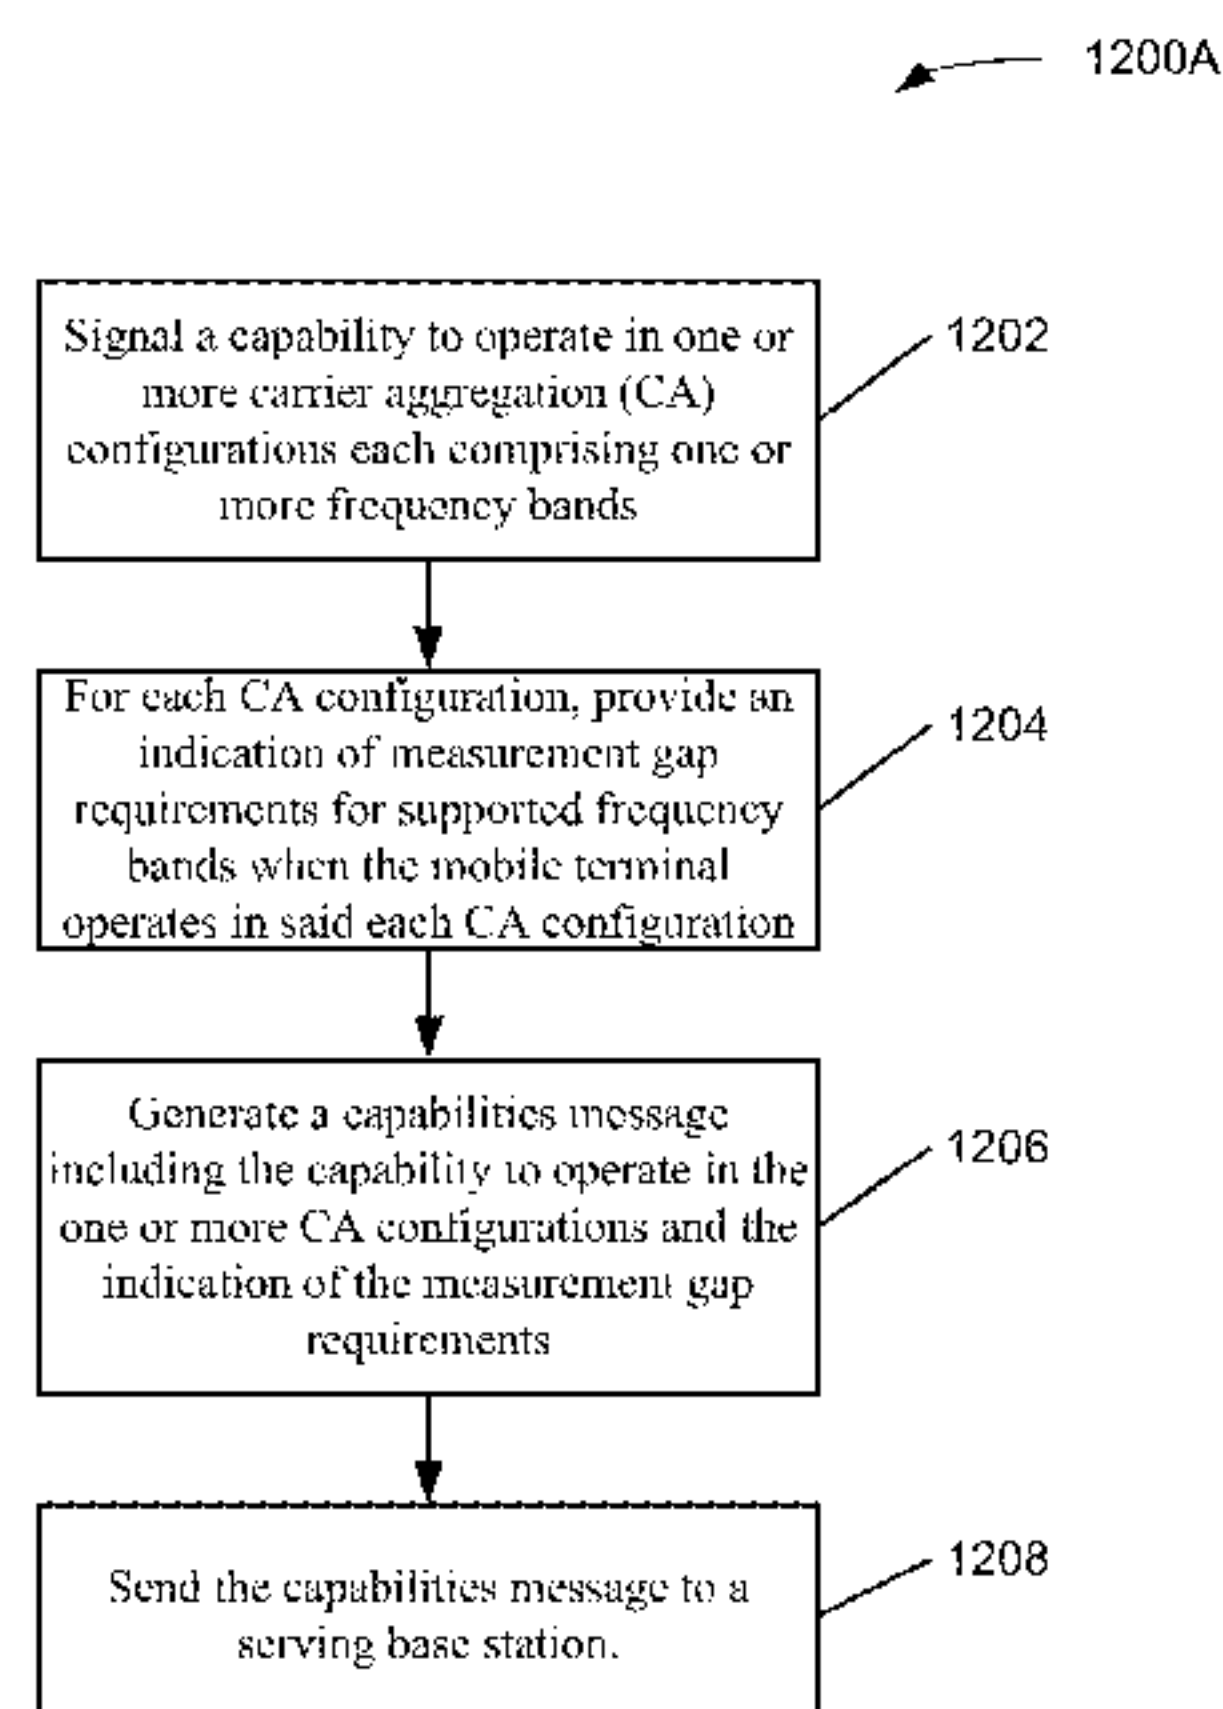 1200A
Signal a capability to operate in one or
more carrier aggregation (CA)
configurations each comprising one or
more frequency bands
1202
For each CA configuration, provide an
indication of measurement gap
requirements for supported frequency
bands when the mobile terminal
operates in said each CA configuration
1204
Generate a capabilities message
including the capability to operate in the
one or more CA configurations and the
indication of the measurement gap
requirements
1206
Send the capabilities message to a
serving base station.
1208